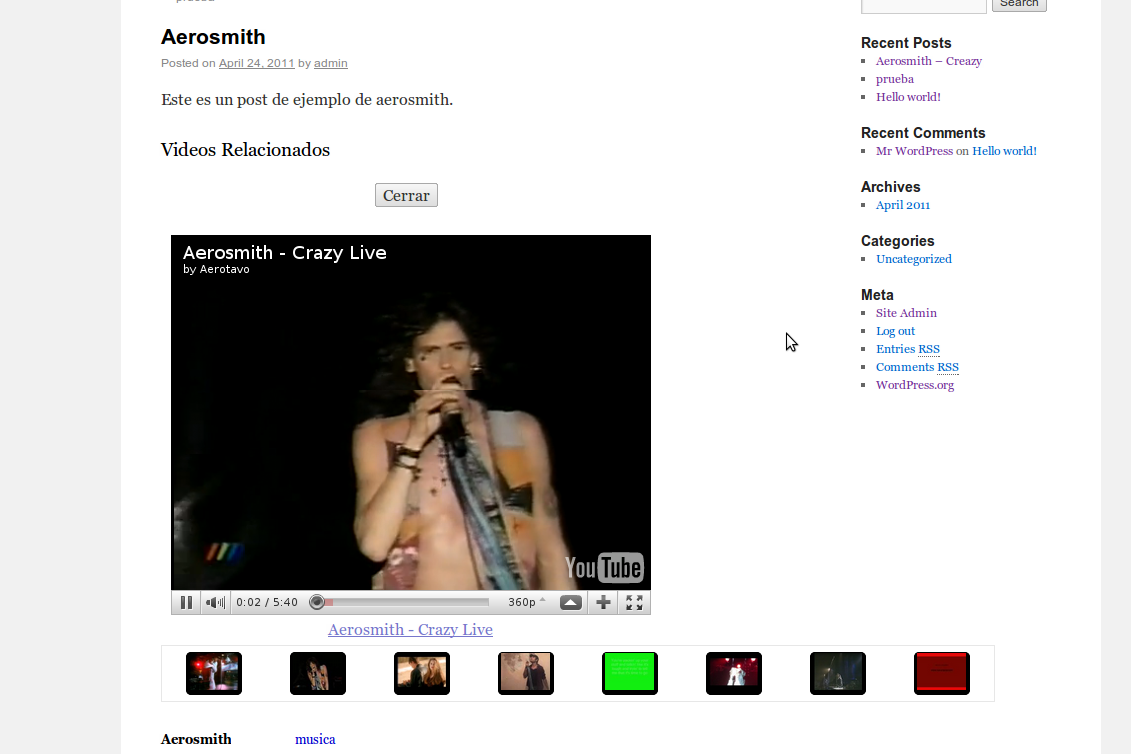 Search
Aerosmith
Posted on April 24, 2011 by admin
Este es un post de ejemplo de aerosmith.
Videos Relacionados
Cerrar
Aerosmith - Crazy Live
by Aerotavo
YouTube
0:02 / 5:40
360p
Aerosmith - Crazy Live
Aerosmith
musica
Recent Posts
Aerosmith – Creazy
prueba
Hello world!
Recent Comments
Mr WordPress on Hello world!
Archives
April 2011
Categories
Uncategorized
Meta
Site Admin
Log out
Entries RSS
Comments RSS
WordPress.org